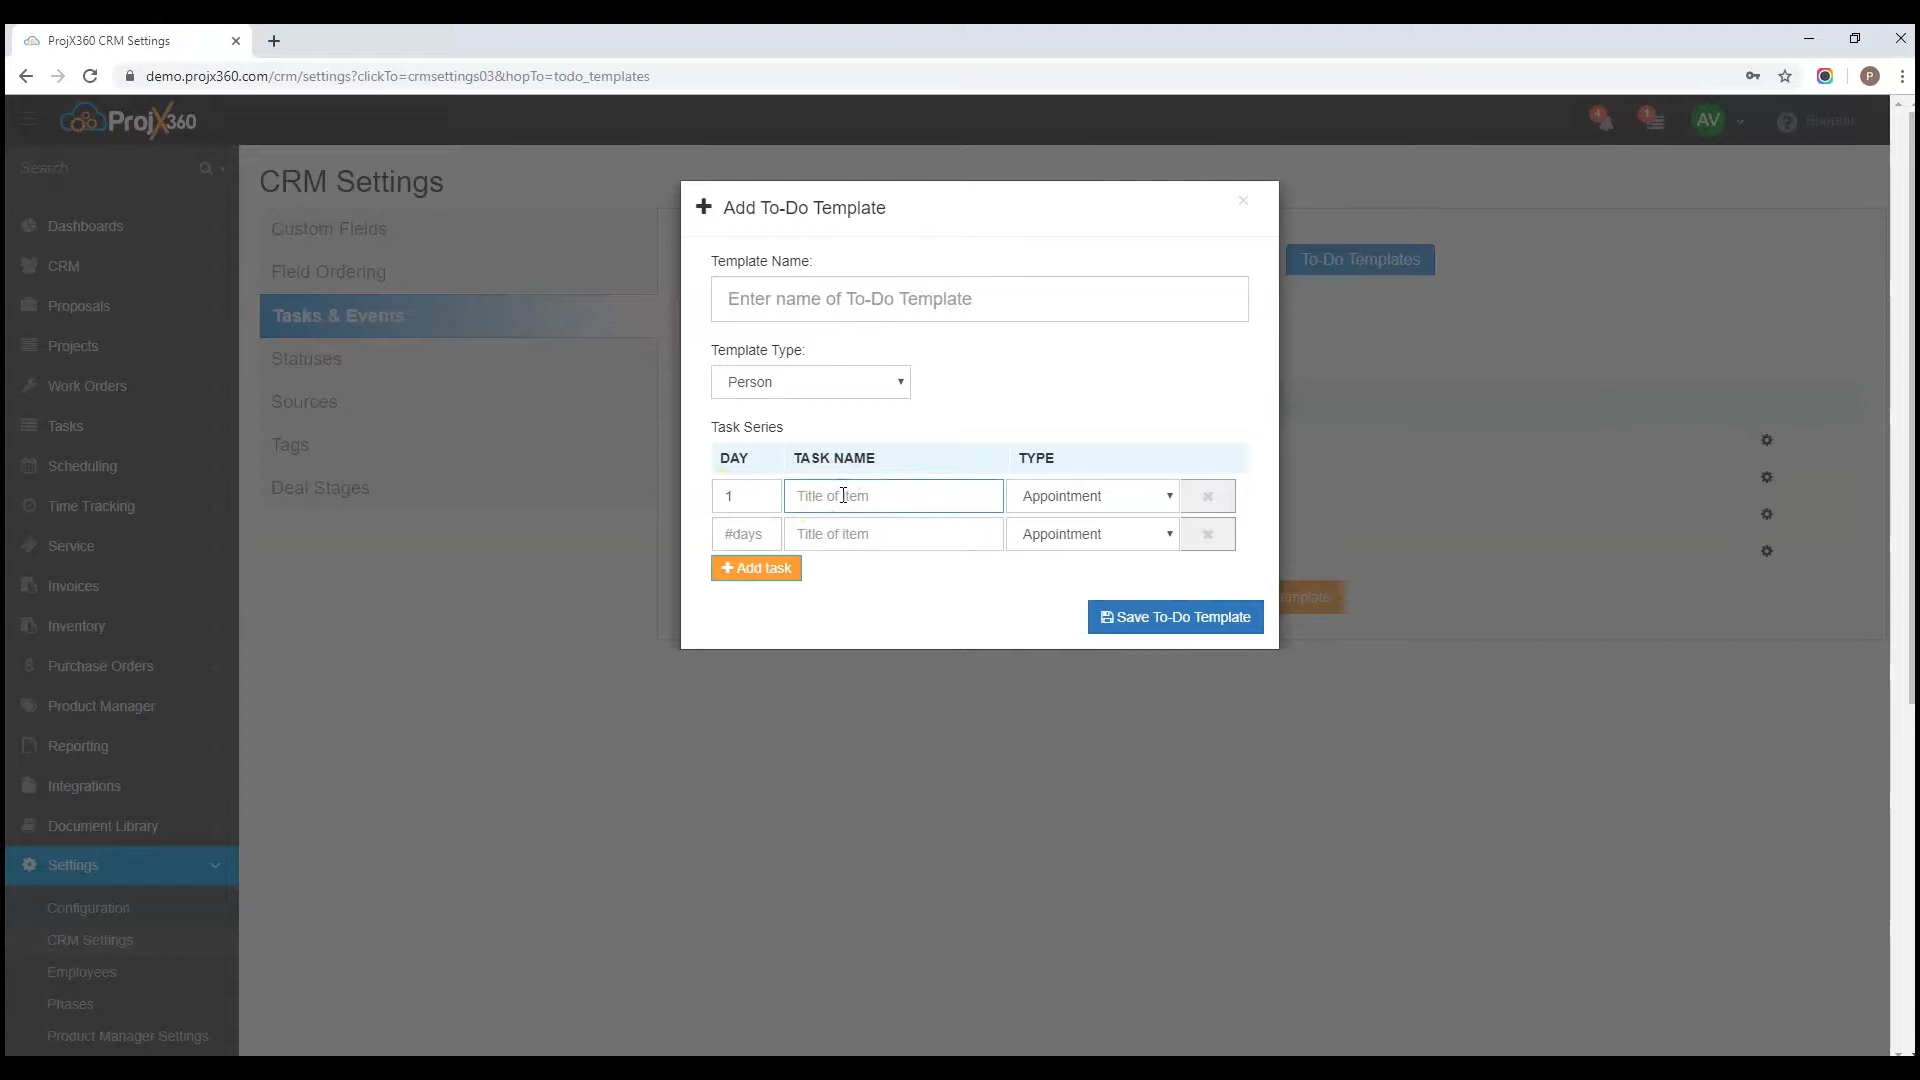 ProjX360 CRM Settings
demo.projx360.com/crm/settings?clickTo=crmsettings03&hopTo=todo_templates
P
ProjX360
4
1
AV
Support
Search
Dashboards
CRM
Proposals
Projects
Work Orders
Tasks
Scheduling
Time Tracking
Service
Invoices
Inventory
Purchase Orders
Product Manager
Reporting
Integrations
Document Library
Settings
Configuration
CRM Settings
Employees
Phases
Product Manager Settings
CRM Settings
Custom Fields
Field Ordering
Tasks & Events
Statuses
Sources
Tags
Deal Stages
To-Do Templates
Add To-Do Template
Template Name:
Enter name of To-Do Template
Template Type:
Person
Task Series
DAY TASK NAME TYPE
1 Title of item Appointment
#days Title of item Appointment
Add task
Save To-Do Template